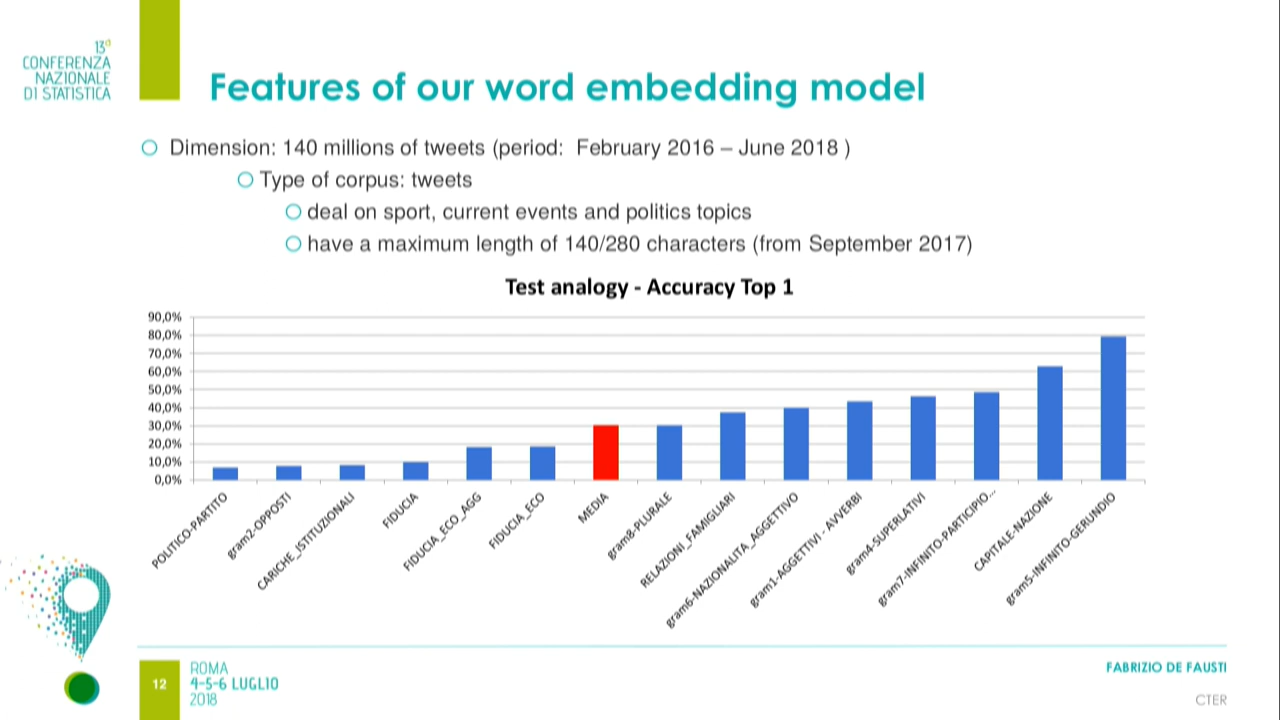 13ª
CONFERENZA
NAZIONALE
DI STATISTICA
Features of our word embedding model
Dimension: 140 millions of tweets (period: February 2016 – June 2018 )
Type of corpus: tweets
deal on sport, current events and politics topics
have a maximum length of 140/280 characters (from September 2017)
Test analogy - Accuracy Top 1
90,0%
80,0%
70,0%
60,0%
50,0%
40,0%
30,0%
20,0%
10,0%
0,0%
POLITICO-PARTITO
gram2-OPPOSTI
CARICHE_ISTITUZIONALI
FIDUCIA
FIDUCIA_ECO_AGG
FIDUCIA_ECO
MEDIA
gram8-PLURALE
RELAZIONI_FAMIGLIARI
gram6-NAZIONALITA_AGGETTIVO
gram1-AGGETTIVI - AVVERBI
gram4-SUPERLATIVI
gram7-INFINITO-PARTICIPIO...
CAPITALE-NAZIONE
gram5-INFINITO-GERUNDIO
12
ROMA
4-5-6 LUGLIO
2018
FABRIZIO DE FAUSTI
CTER